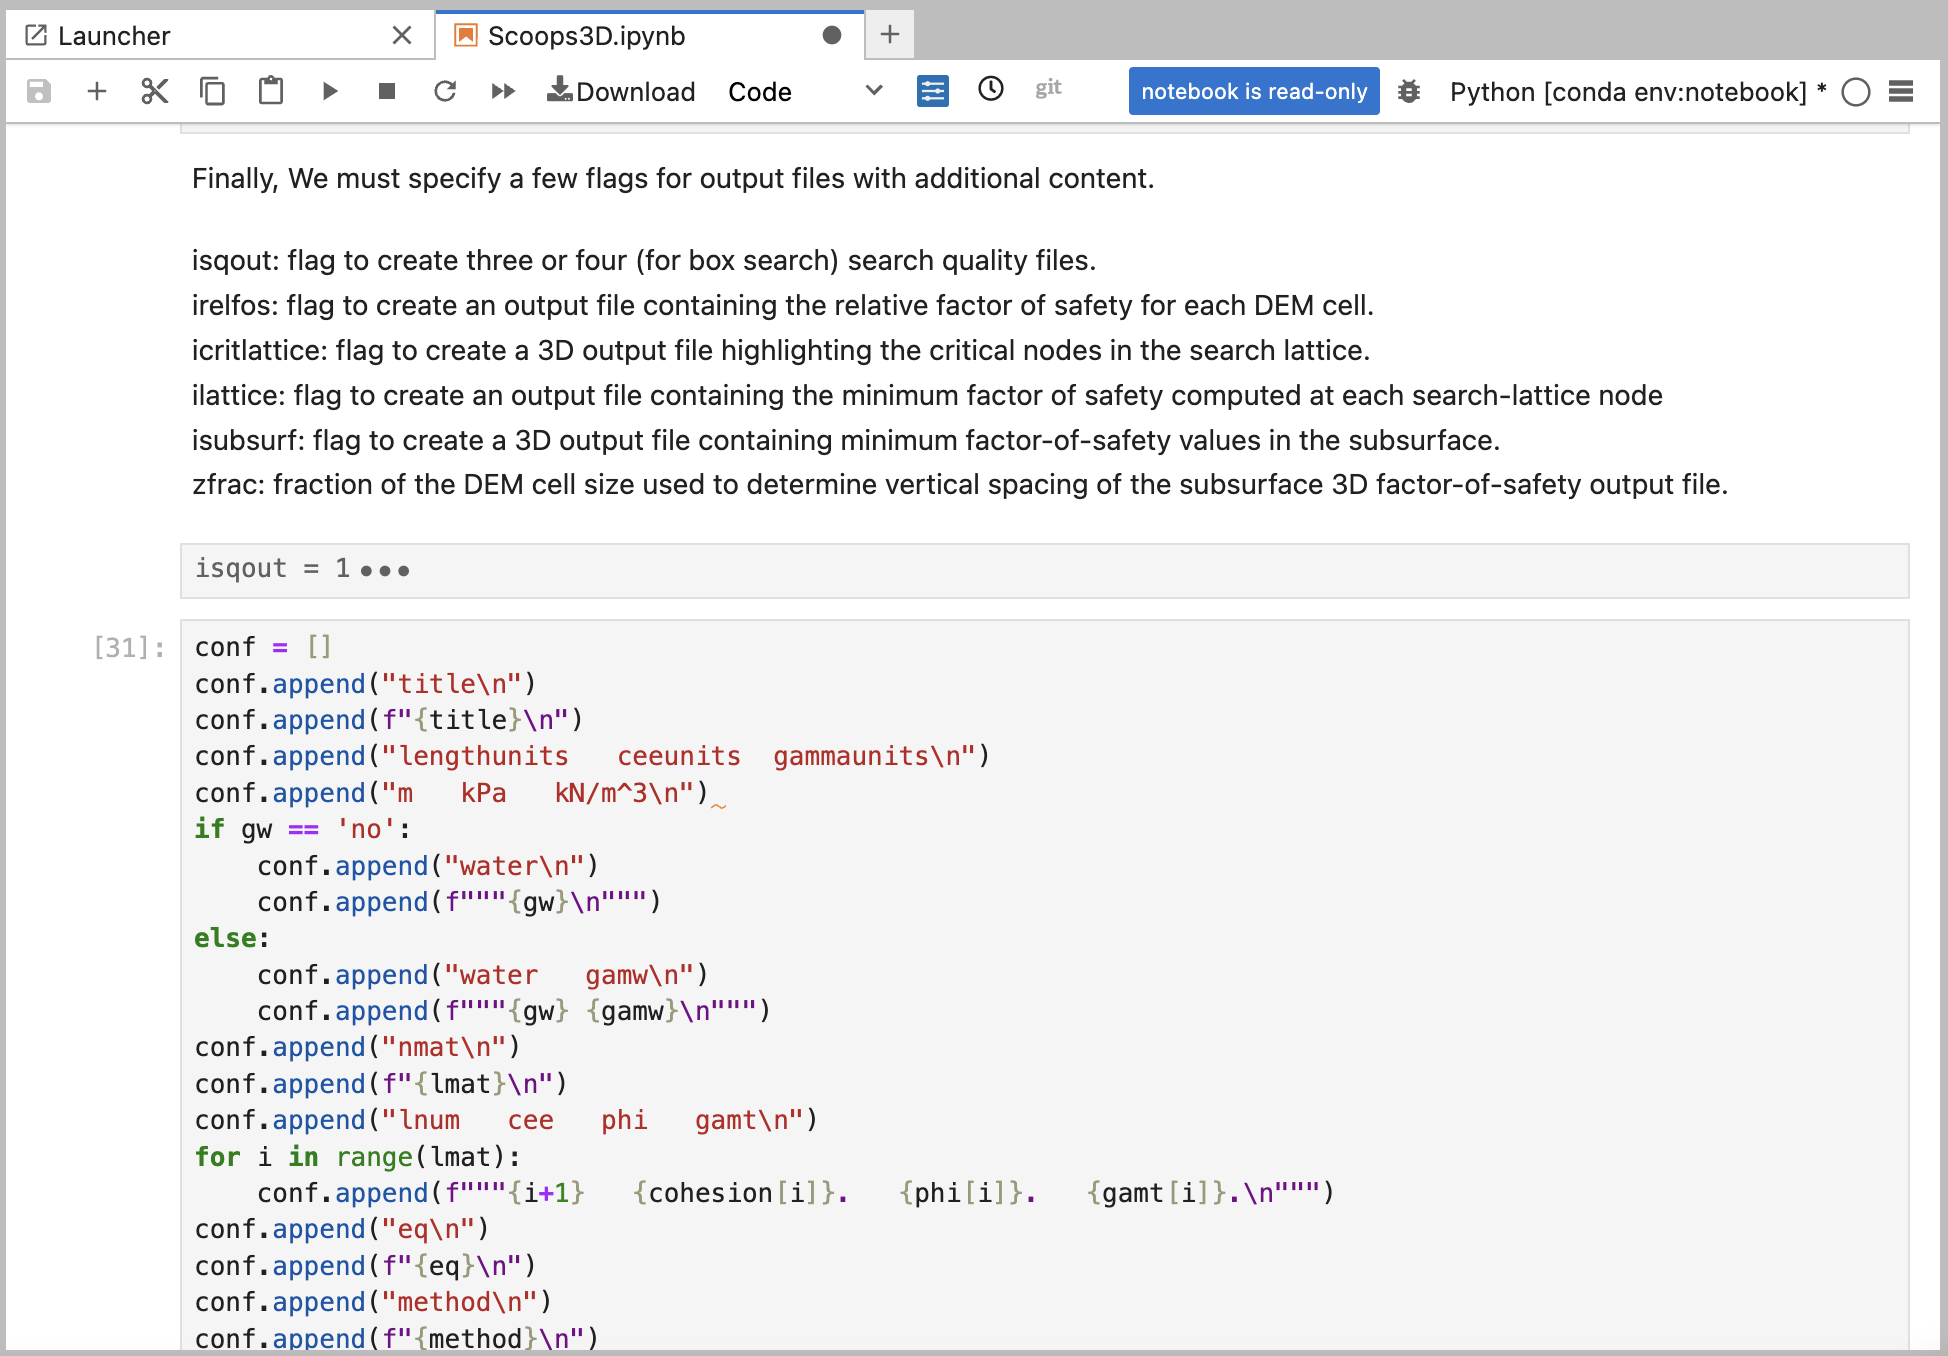 Launcher
Scoops3D.ipynb
Download Code git notebook is read-only Python [conda env:notebook] *
Finally, We must specify a few flags for output files with additional content.
isqout: flag to create three or four (for box search) search quality files.
irelfos: flag to create an output file containing the relative factor of safety for each DEM cell.
icritlattice: flag to create a 3D output file highlighting the critical nodes in the search lattice.
ilattice: flag to create an output file containing the minimum factor of safety computed at each search-lattice node
isubsurf: flag to create a 3D output file containing minimum factor-of-safety values in the subsurface.
zfrac: fraction of the DEM cell size used to determine vertical spacing of the subsurface 3D factor-of-safety output file.
isqout = 1 •••
[31]:
conf = []
conf.append("title\n")
conf.append(f"{title}\n")
conf.append("lengthunits   ceeunits  gammaunits\n")
conf.append("m   kPa   kN/m^3\n")
if gw == 'no':
    conf.append("water\n")
    conf.append(f"""{gw}\n""")
else:
    conf.append("water   gamw\n")
    conf.append(f"""{gw} {gamw}\n""")
conf.append("nmat\n")
conf.append(f"{lmat}\n")
conf.append("lnum   cee   phi   gamt\n")
for i in range(lmat):
    conf.append(f"""{i+1}   {cohesion[i]}.   {phi[i]}.   {gamt[i]}.\n""")
conf.append("eq\n")
conf.append(f"{eq}\n")
conf.append("method\n")
conf.append(f"{method}\n")